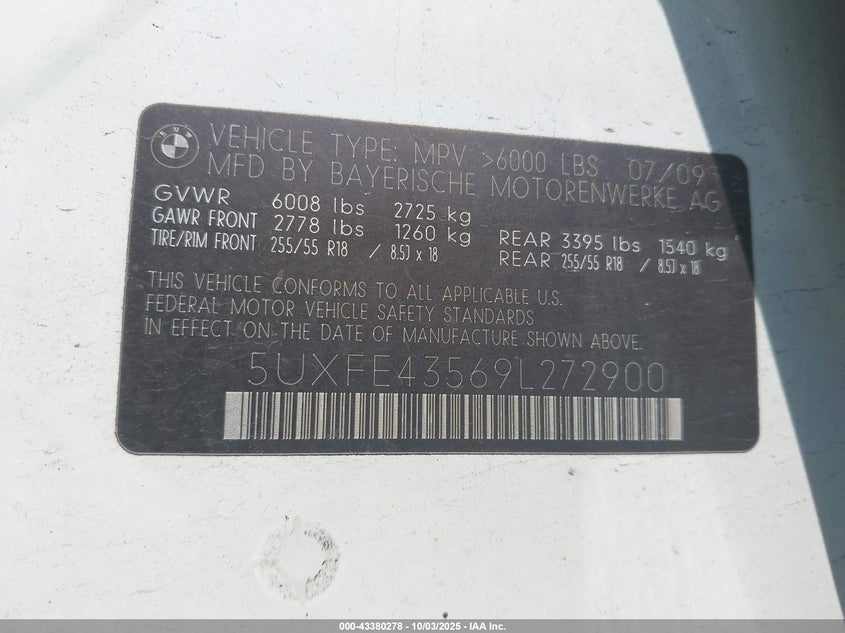 BMW
VEHICLE TYPE: MPV >6000 LBS 07/09
MFD BY BAYERISCHE MOTORENWERKE AG
GVWR 6008 lbs 2725 kg
GAWR FRONT 2778 lbs 1260 kg REAR 3395 lbs 1540 kg
TIRE/RIM FRONT 255/55 R18 / 8.5J x 18 REAR 255/55 R18 / 8.5J x 18
THIS VEHICLE CONFORMS TO ALL APPLICABLE U.S.
FEDERAL MOTOR VEHICLE SAFETY STANDARDS
IN EFFECT ON THE DATE OF MANUFACTURE SHOWN ABOVE.
5UXFE43569L272900
000-43380278 - 10/03/2025 - IAA Inc.